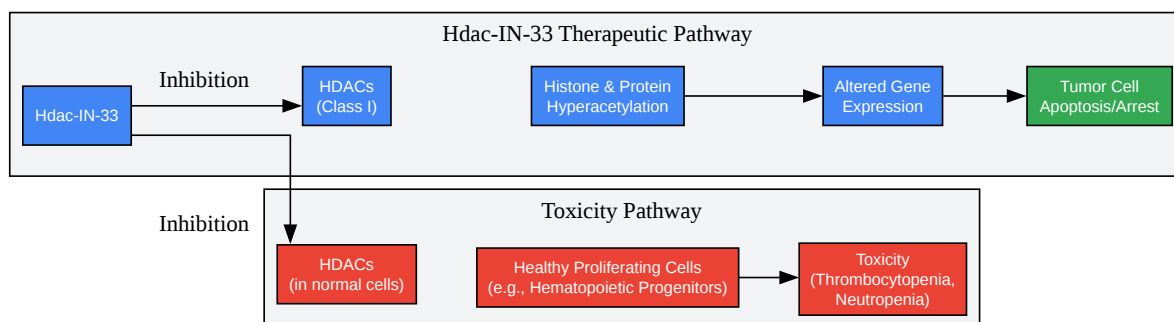 Hdac-IN-33 Therapeutic Pathway
Inhibition
Hdac-IN-33
HDACs
(Class I)
Histone & Protein
Hyperacetylation
Altered Gene
Expression
Tumor Cell
Apoptosis/Arrest
Inhibition
Toxicity Pathway
HDACs
(in normal cells)
Healthy Proliferating Cells
(e.g., Hematopoietic Progenitors)
Toxicity
(Thrombocytopenia,
Neutropenia)